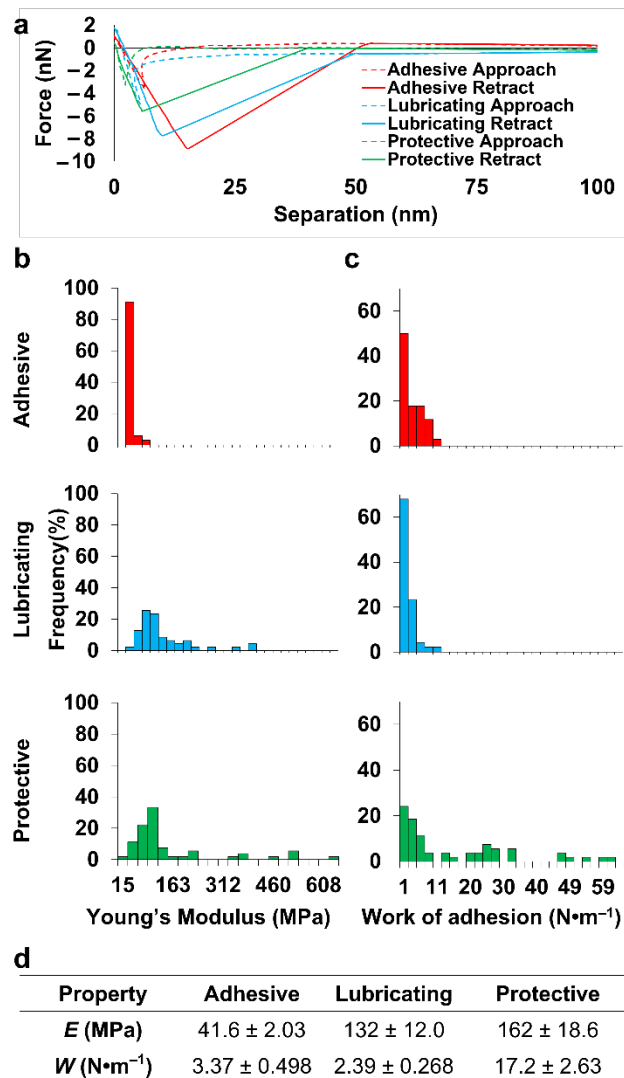 a
2
0
−2
−4
−6
−8
−10
Force (nN)
Adhesive Approach
Adhesive Retract
Lubricating Approach
Lubricating Retract
Protective Approach
Protective Retract
0 25 50 75 100
Separation (nm)
b c
100
80
60
40
20
0
Adhesive
60
40
20
0
100
80
60
40
20
0
Lubricating
Frequency(%)
60
40
20
0
100
80
60
40
20
0
Protective
60
40
20
0
15 163 312 460 608
Young's Modulus (MPa)
1 11 20 30 40 49 59
Work of adhesion (N•m⁻¹)
d
Property Adhesive Lubricating Protective
E (MPa) 41.6 ± 2.03 132 ± 12.0 162 ± 18.6
W (N•m⁻¹) 3.37 ± 0.498 2.39 ± 0.268 17.2 ± 2.63